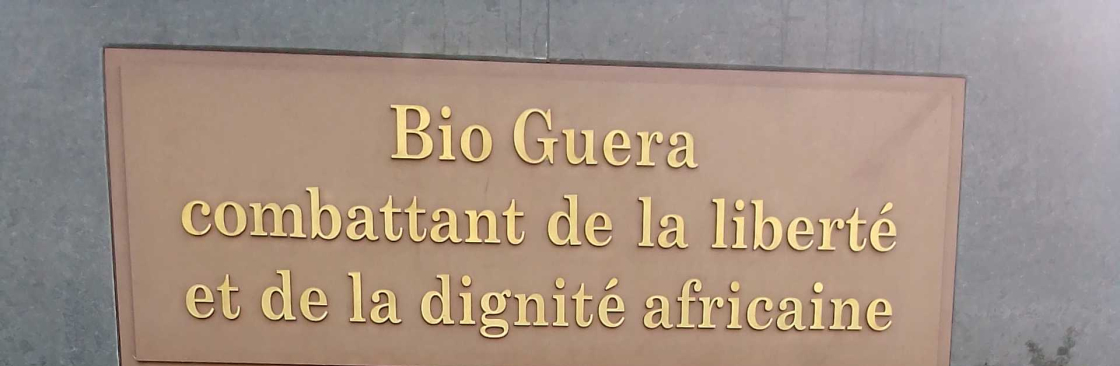 Bio Guera
combattant de la liberté
et de la dignité africaine